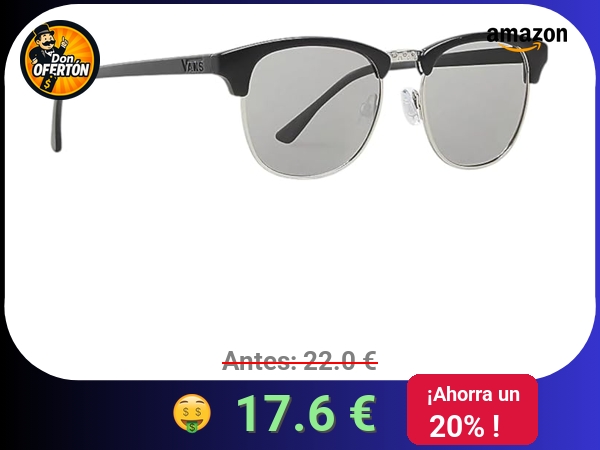 Don
OFERTÓN
amazon
VANS
Antes: 22.0 €
17.6 €
¡Ahorra un
20% !